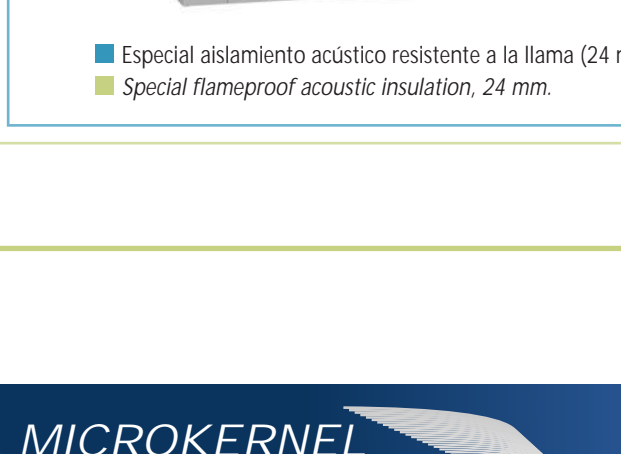 Especial aislamiento acústico resistente a la llama (24
Special flameproof acoustic insulation, 24 mm.
MICROKERNEL